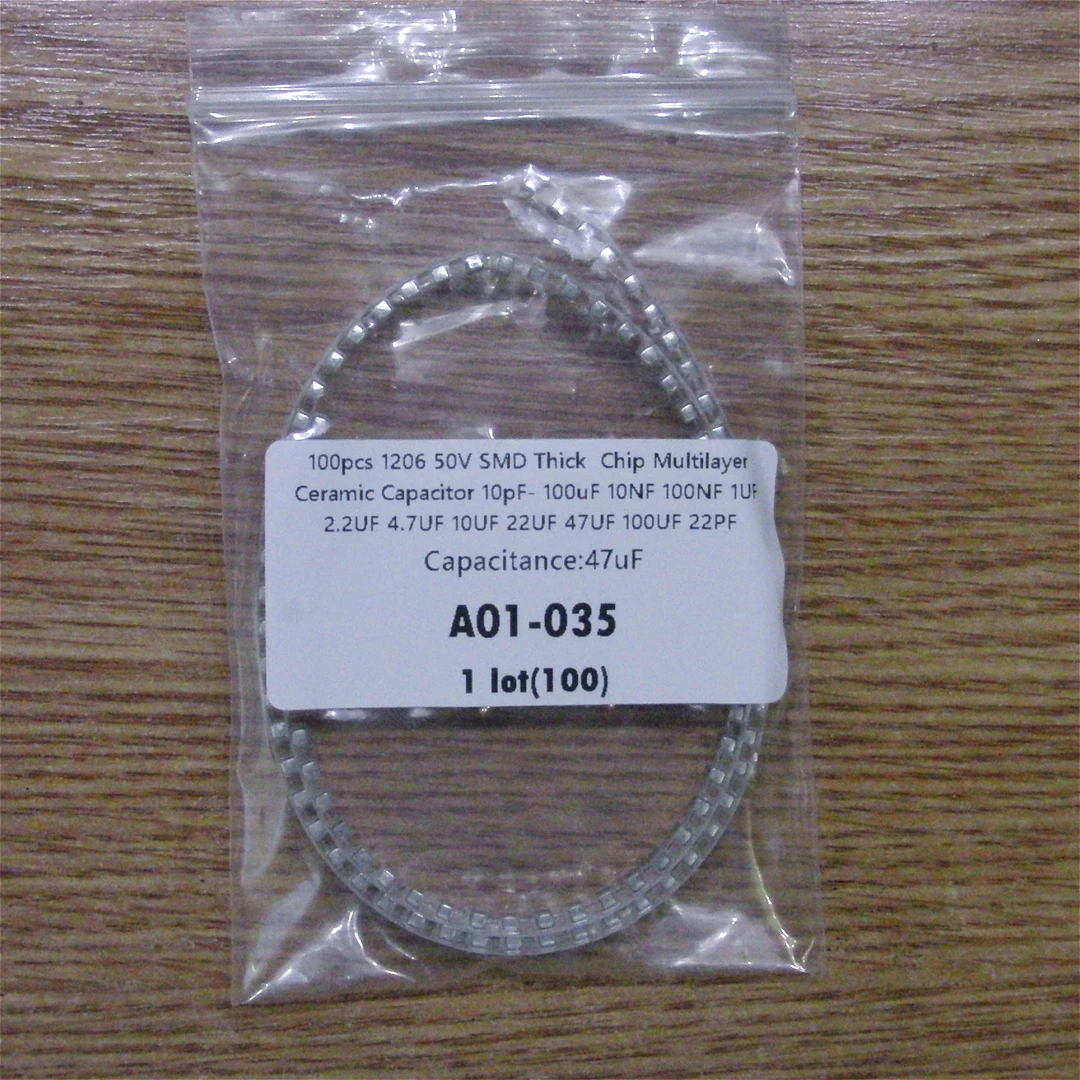 100pcs 1206 50V SMD Thick Chip Multilayer
Ceramic Capacitor 10pF- 100uF 10NF 100NF 1UF
2.2UF 4.7UF 10UF 22UF 47UF 100UF 22PF
Capacitance:47uF
A01-035
1 lot(100)